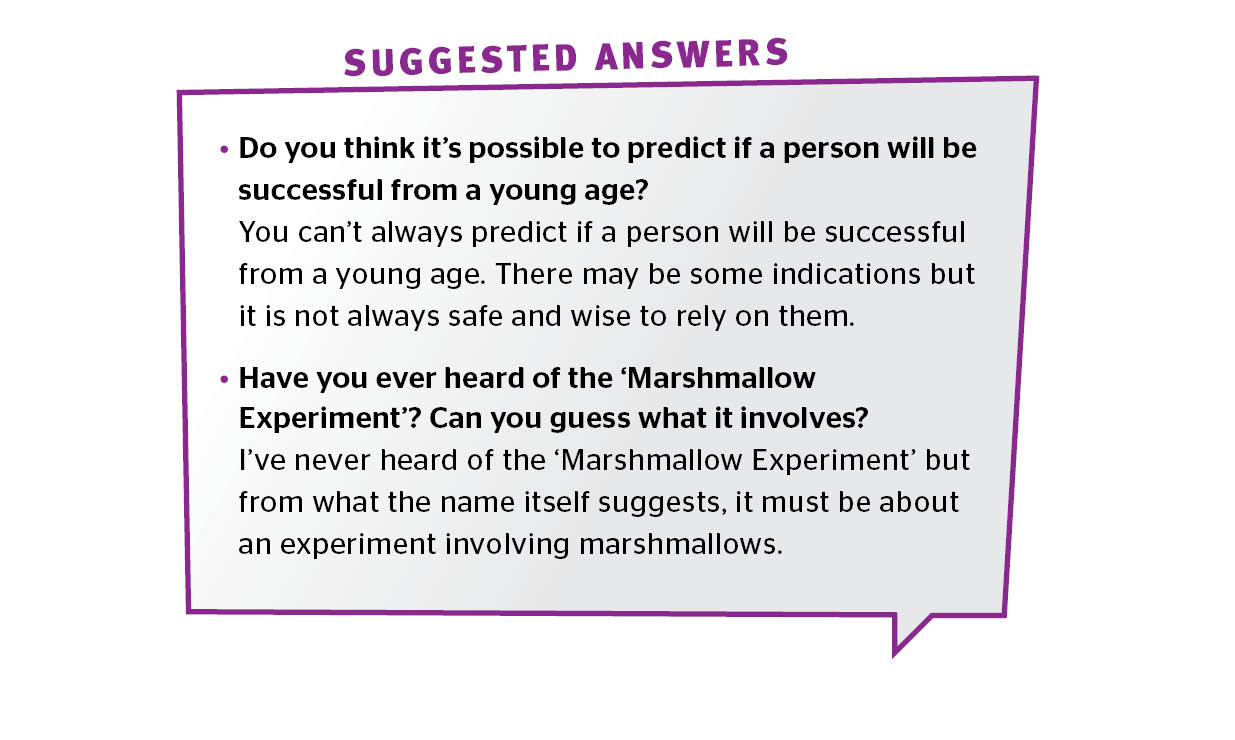 SUGGESTED ANSWERS
• Do you think it’s possible to predict if a person will be
successful from a young age?
You can’t always predict if a person will be successful
from a young age. There may be some indications but
it is not always safe and wise to rely on them.
• Have you ever heard of the ‘Marshmallow
Experiment’? Can you guess what it involves?
I’ve never heard of the ‘Marshmallow Experiment’ but
from what the name itself suggests, it must be about
an experiment involving marshmallows.